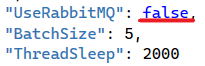 "UseRabbitMQ": false,
"BatchSize": 5,
"ThreadSleep": 2000